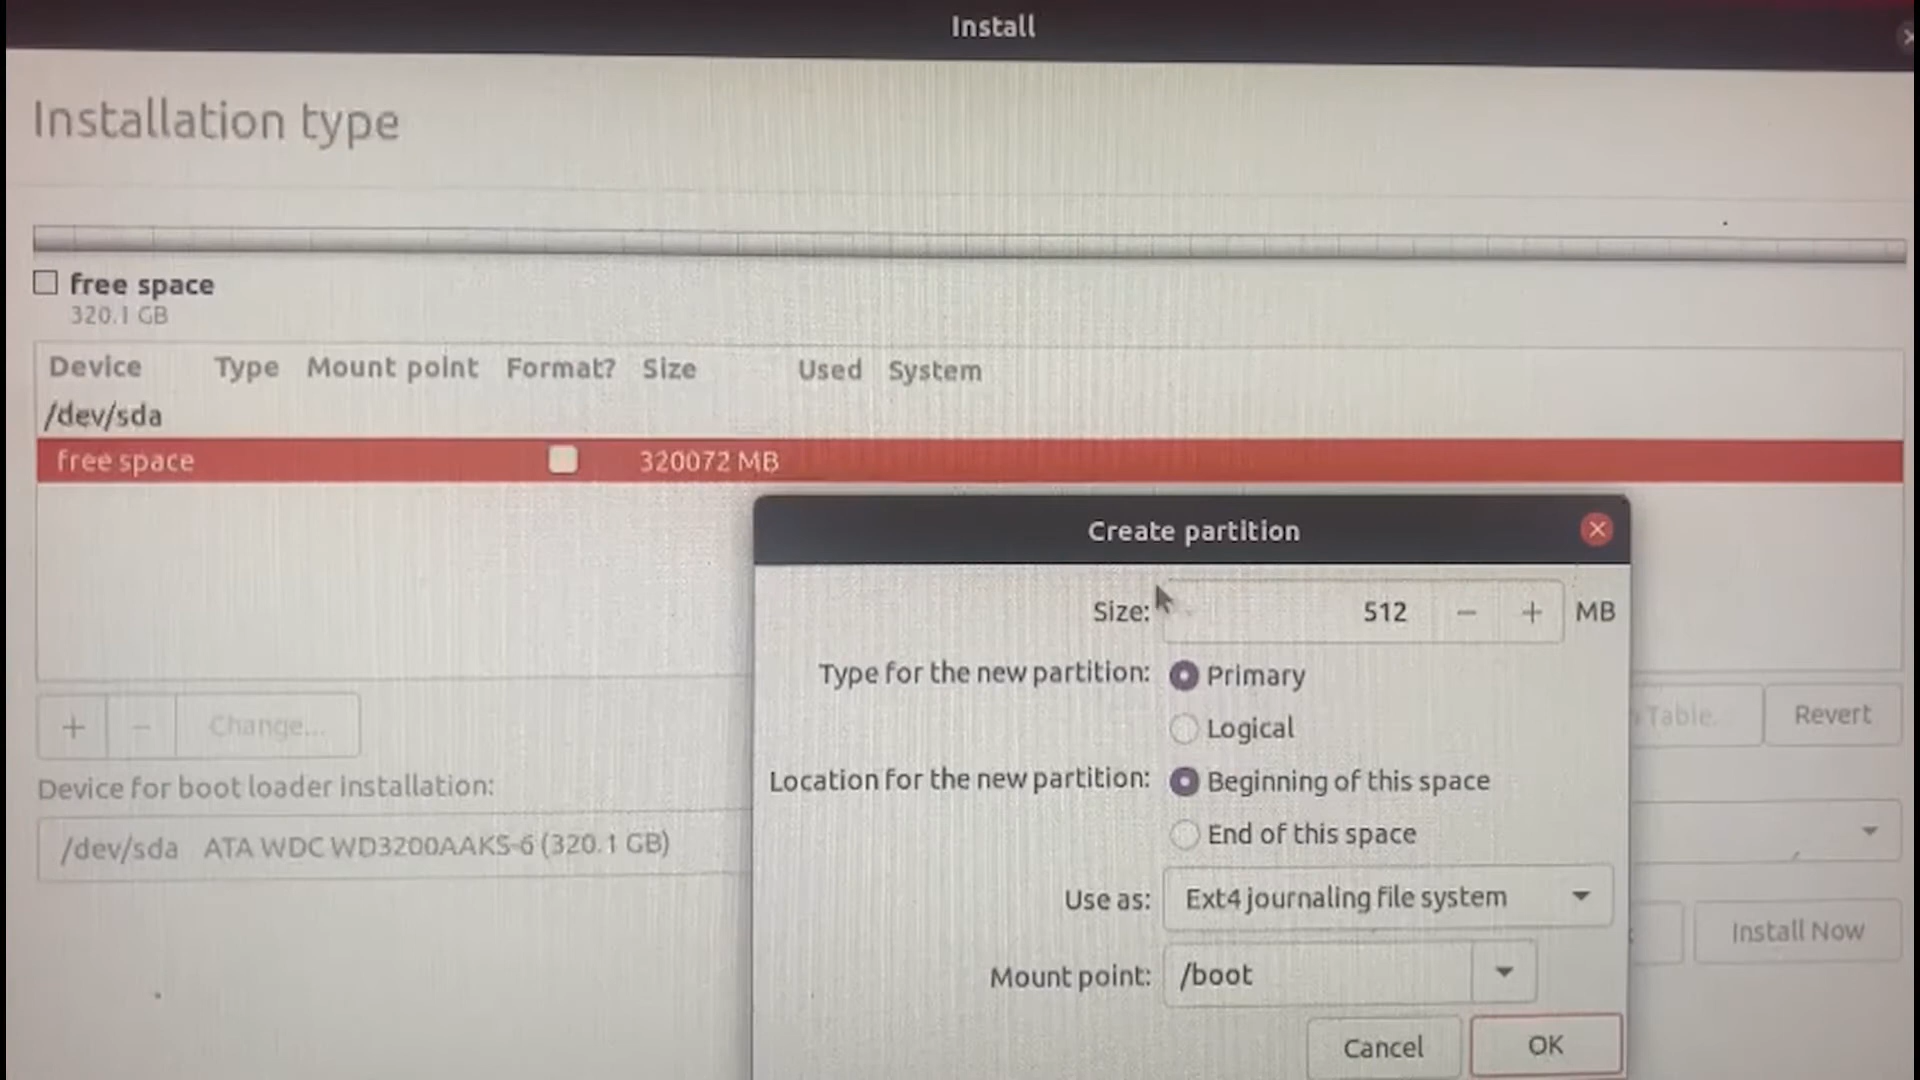 Install
Installation type
free space
320.1 GB
Device Type Mount point Format? Size Used System
/dev/sda
free space 320072 MB
Create partition
Size: 512 − + MB
Type for the new partition: Primary
Logical
Location for the new partition: Beginning of this space
End of this space
Use as: Ext4 journaling file system
Mount point: /boot
Cancel OK
+ − Change...
Table.
Revert
Device for boot loader installation:
/dev/sda ATA WDC WD3200AAKS-6 (320.1 GB)
Install Now